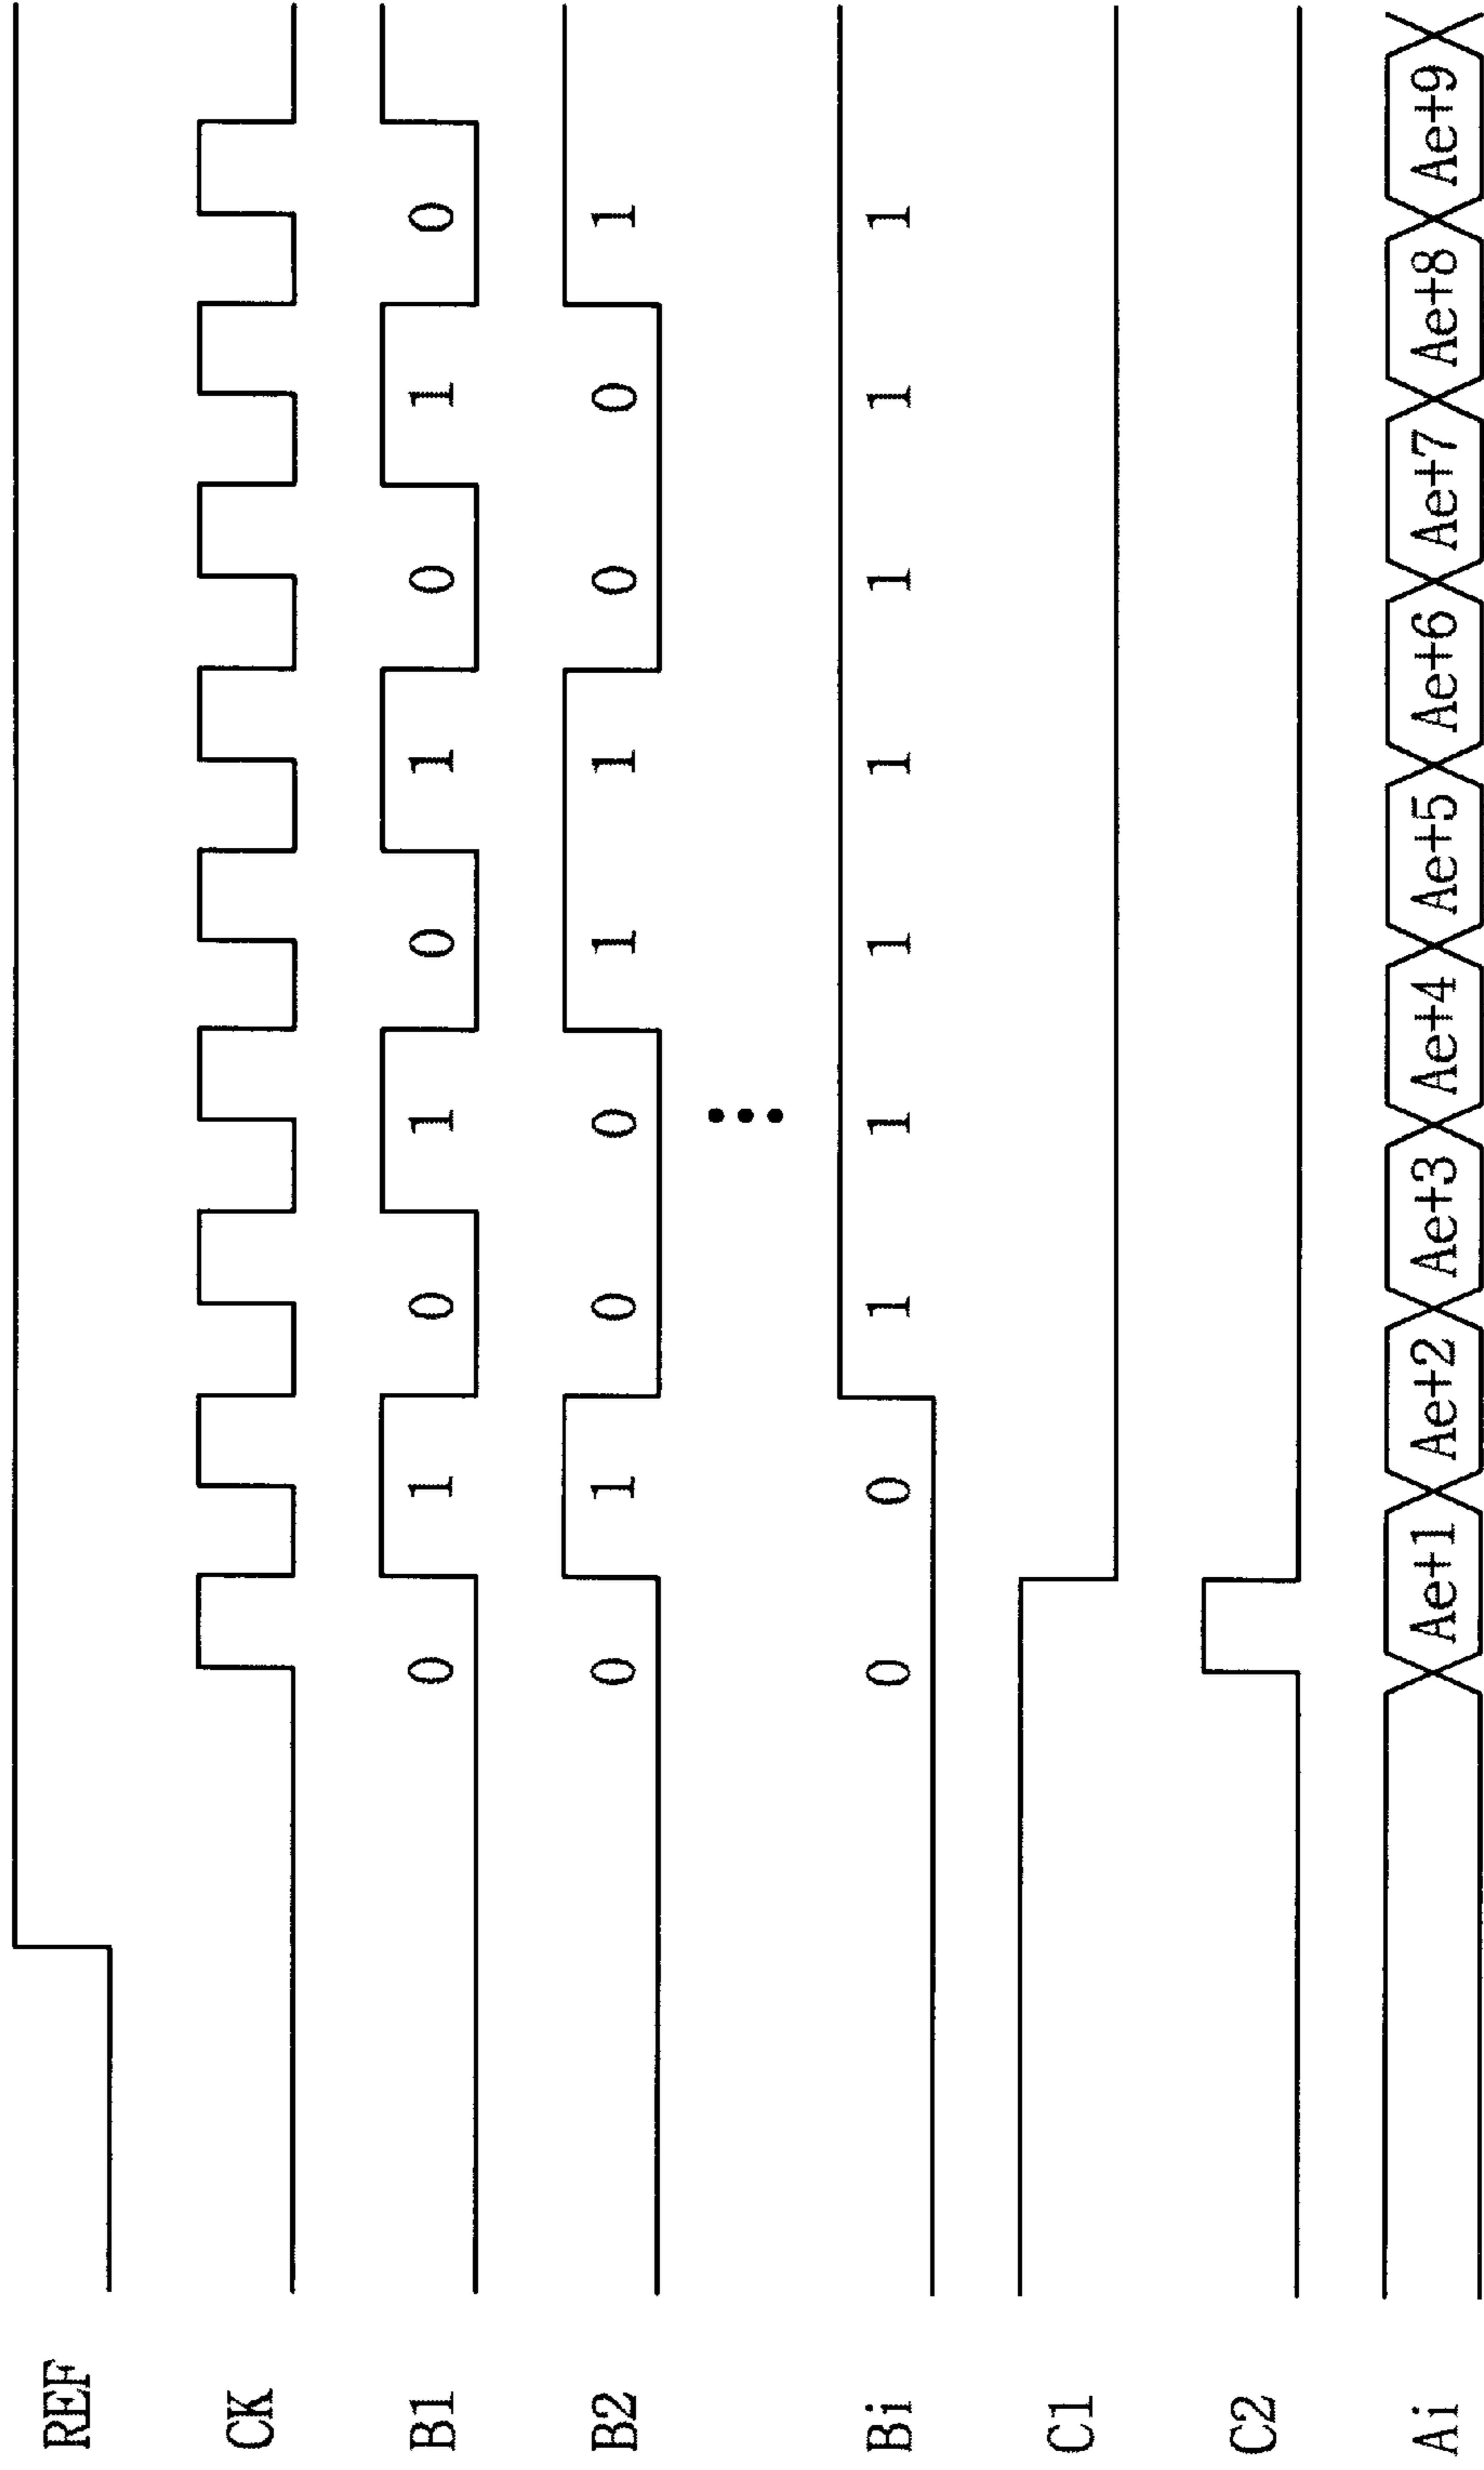 REF
CK
B1 0 1 0 1 0 1 0 1 0
B2 0 1 0 0 1 1 0 0 1
Bi 0 0 1 1 1 1 1 1 1
C1
C2
Ai Ae+1 Ae+2 Ae+3 Ae+4 Ae+5 Ae+6 Ae+7 Ae+8 Ae+9